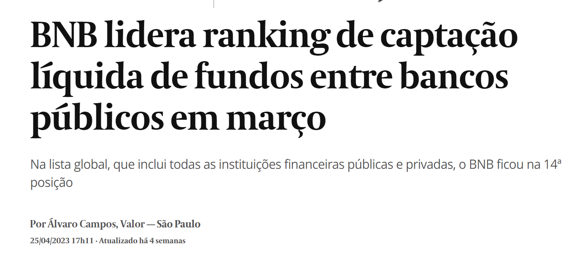 BNB lidera ranking de captação
líquida de fundos entre bancos
públicos em março
Na lista global, que inclui todas as instituições financeiras públicas e privadas, o BNB ficou na 14ª
posição
Por Álvaro Campos, Valor — São Paulo
25/04/2023 17h11 · Atualizado há 4 semanas